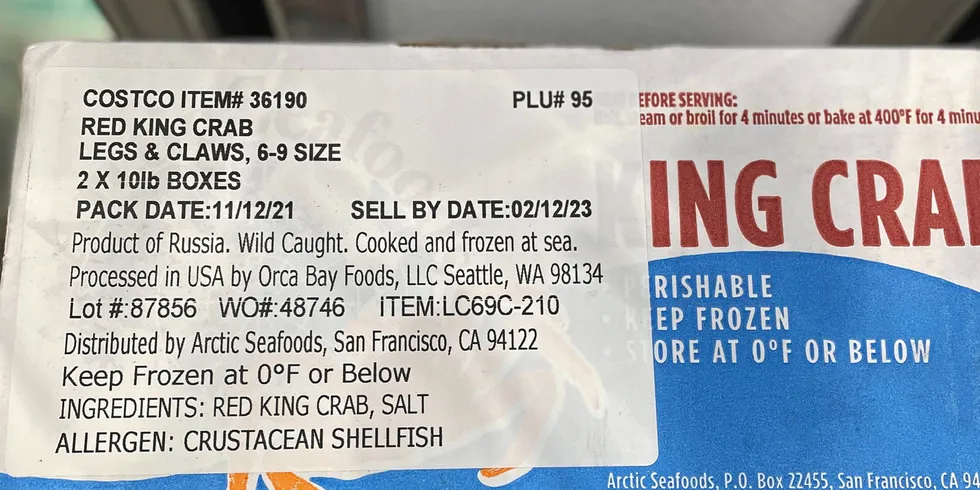 COSTCO ITEM# 36190 PLU# 95
RED KING CRAB
LEGS & CLAWS, 6-9 SIZE
2 X 10lb BOXES
PACK DATE:11/12/21 SELL BY DATE:02/12/23
Product of Russia. Wild Caught. Cooked and frozen at sea.
Processed in USA by Orca Bay Foods, LLC Seattle, WA 98134
Lot #:87856 WO#:48746 ITEM:LC69C-210
Distributed by Arctic Seafoods, San Francisco, CA 94122
Keep Frozen at 0°F or Below
INGREDIENTS: RED KING CRAB, SALT
ALLERGEN: CRUSTACEAN SHELLFISH
EFORE SERVING:
eam or broil for 4 minutes or bake at 400°F for 4 minu
ING CRA
PERISHABLE
• KEEP FROZEN
• STORE AT 0°F OR BELOW
Arctic Seafoods, P.O. Box 22455, San Francisco, CA 94